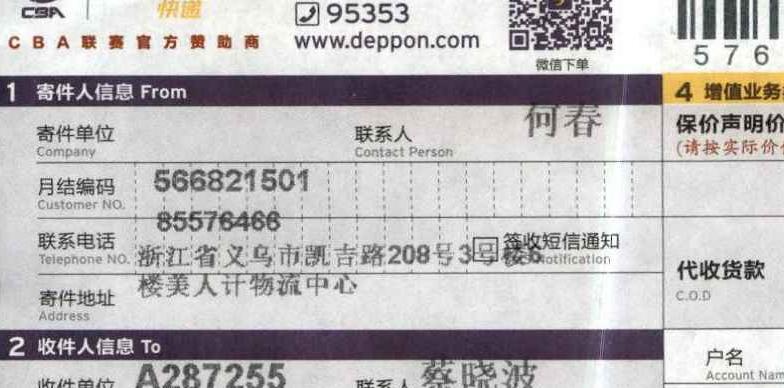 CBA
快递
95353
CBA联赛官方赞助商
www.deppon.com
微信下单
576
1 寄件人信息 From
4 增值业务
寄件单位
Company
联系人
Contact Person
何春
保价声明价
(请按实际价
月结编码
Customer NO.
566821501
85576466
联系电话
Telephone NO.
签收短信通知
Notification
浙江省义乌市凯吉路208号3号楼6
楼美人计物流中心
寄件地址
Address
代收货款
C.O.D
2 收件人信息 To
户名
Account Nam
收件单位
A287255
联系人
蔡晓波